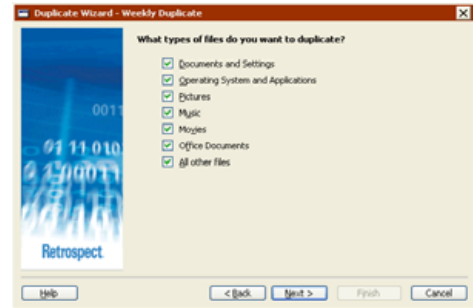 Duplicate Wizard - Weekly Duplicate
What types of files do you want to duplicate?
Documents and Settings
Operating System and Applications
Pictures
Music
Movies
Office Documents
All other files
0011
01 11 010
Retrospect.
Help
< Back
Next >
Finish
Cancel